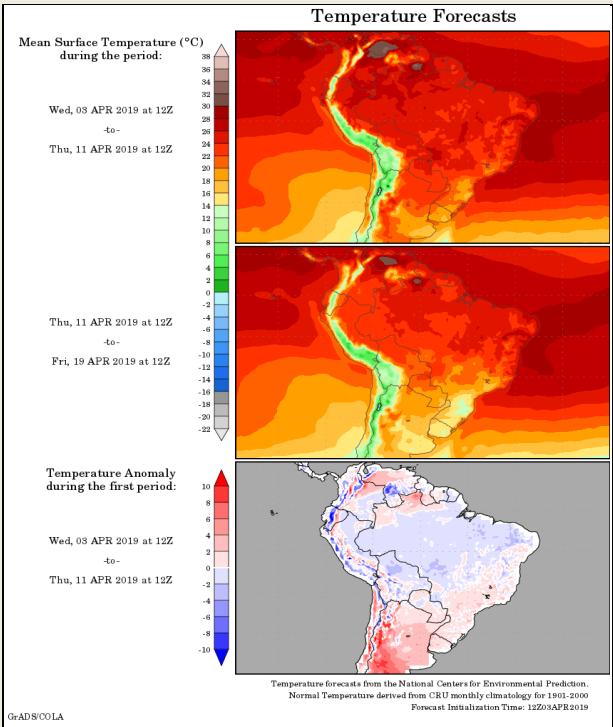 Temperature Forecasts
Mean Surface Temperature (°C)
during the period:
38
36
34
32
30
28
26
24
22
20
18
16
14
12
10
8
6
4
2
0
-2
-4
-6
-8
-10
-12
-14
-16
-18
-20
-22
Wed, 03 APR 2019 at 12Z
-to-
Thu, 11 APR 2019 at 12Z
Thu, 11 APR 2019 at 12Z
-to-
Fri, 19 APR 2019 at 12Z
Temperature Anomaly
during the first period:
10
8
6
4
2
0
-2
-4
-6
-8
-10
Wed, 03 APR 2019 at 12Z
-to-
Thu, 11 APR 2019 at 12Z
Temperature forecasts from the National Centers for Environmental Prediction.
Normal Temperature derived from CRU monthly climatology for 1901-2000
Forecast Initialization Time: 12Z03APR2019
GrADS/COLA